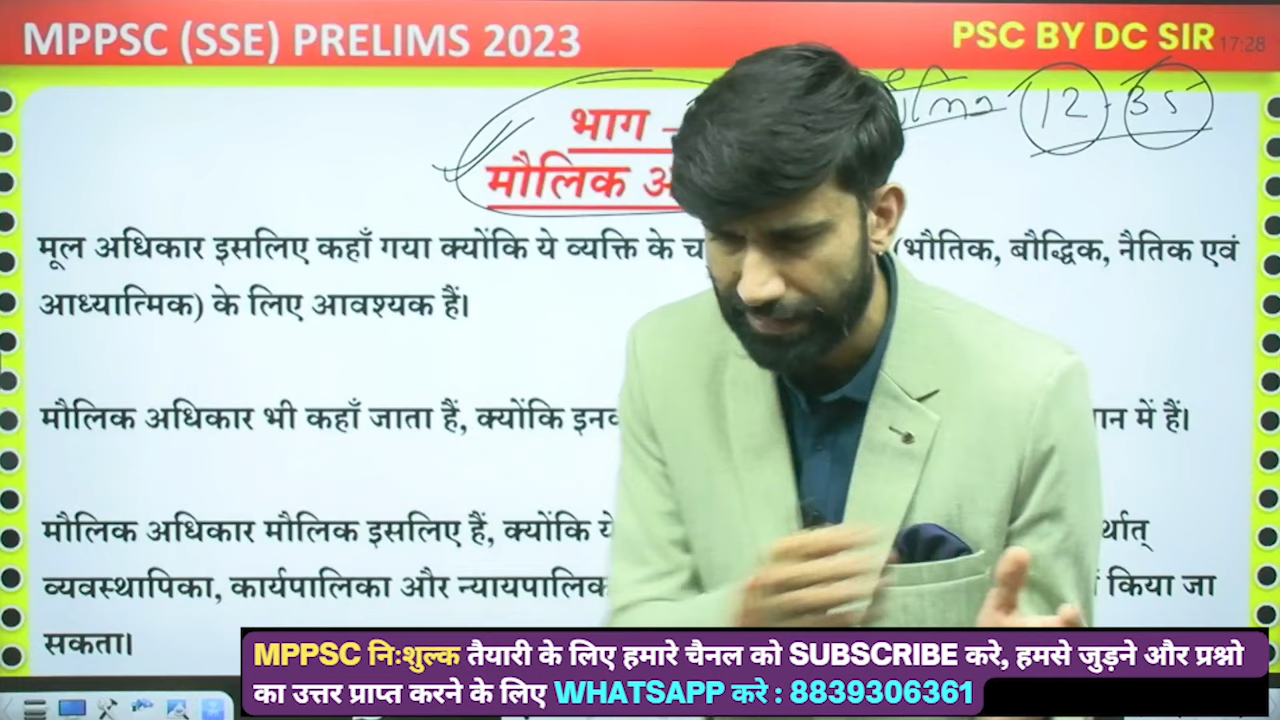 MPPSC (SSE) PRELIMS 2023
PSC BY DC SIR
17:28
12 - 35
भाग -
मौलिक
मूल अधिकार इसलिए कहाँ गया क्योंकि ये व्यक्ति के (भौतिक, बौद्धिक, नैतिक एवं
आध्यात्मिक) के लिए आवश्यक हैं।
मौलिक अधिकार भी कहाँ जाता हैं, क्योंकि में हैं।
मौलिक अधिकार मौलिक इसलिए हैं, क्योंकि
व्यवस्थापिका, कार्यपालिका और किया जा
सकता।
MPPSC निःशुल्क तैयारी के लिए हमारे चैनल को SUBSCRIBE करे, हमसे जुड़ने और प्रश्नो
का उत्तर प्राप्त करने के लिए WHATSAPP करे : 8839306361